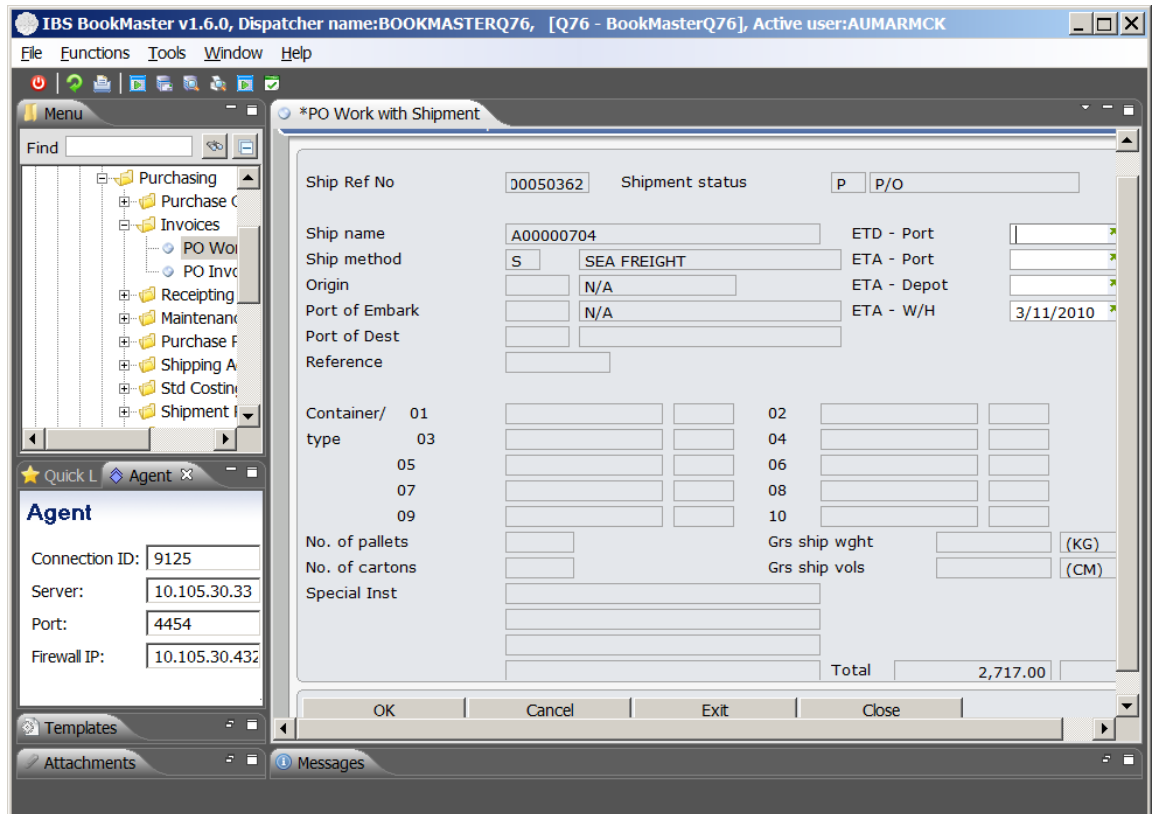 IBS BookMaster v1.6.0, Dispatcher name:BOOKMASTERQ76, [Q76 - BookMasterQ76], Active user:AUMARMCK
File Functions Tools Window Help
Menu
*PO Work with Shipment
Find
Purchasing
Purchase
Invoices
PO Wor
PO Invo
Receipting
Maintenanc
Purchase
Shipping A
Std Costing
Shipment
Quick L
Agent
Agent
Connection ID: 9125
Server: 10.105.30.33
Port: 4454
Firewall IP: 10.105.30.432
Templates
Attachments
Ship Ref No 00050362 Shipment status P P/O
Ship name A00000704 ETD - Port
Ship method S SEA FREIGHT ETA - Port
Origin N/A ETA - Depot
Port of Embark N/A ETA - W/H 3/11/2010
Port of Dest
Reference
Container/ 01 02
type 03 04
05 06
07 08
09 10
No. of pallets Grs ship wght (KG)
No. of cartons Grs ship vols (CM)
Special Inst
Total 2,717.00
OK Cancel Exit Close
Messages